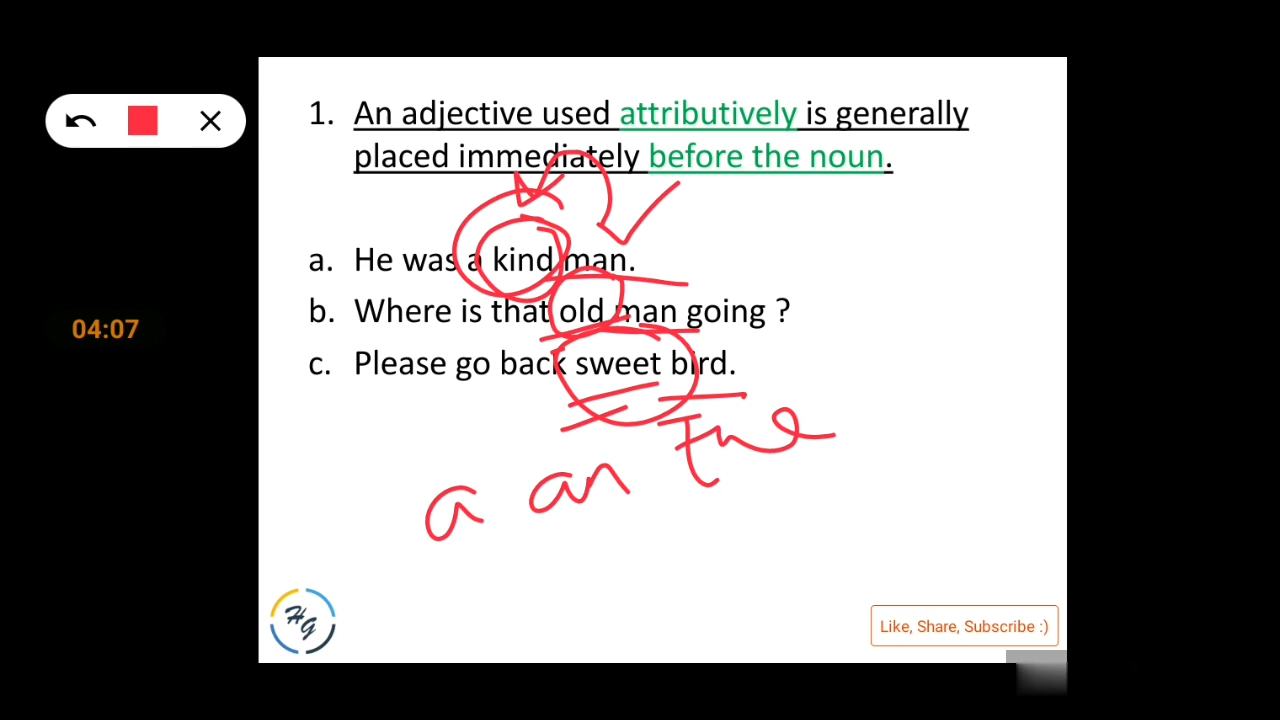 1. An adjective used attributively is generally
placed immediately before the noun.
a. He was a kind man.
04:07
b. Where is that old man going ?
c. Please go back sweet bird.
a an the
HG
Like, Share, Subscribe :)